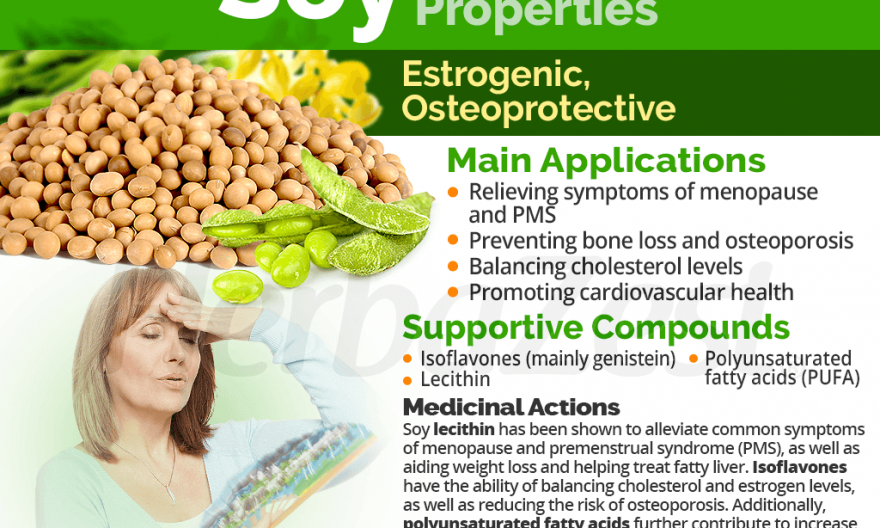 Soy Properties
Estrogenic,
Osteoprotective
Main Applications
• Relieving symptoms of menopause
and PMS
• Preventing bone loss and osteoporosis
• Balancing cholesterol levels
• Promoting cardiovascular health
Supportive Compounds
• Isoflavones (mainly genistein)
• Lecithin
• Polyunsaturated
fatty acids (PUFA)
Medicinal Actions
Soy lecithin has been shown to alleviate common symptoms
of menopause and premenstrual syndrome (PMS), as well as
aiding weight loss and helping treat fatty liver. Isoflavones
have the ability of balancing cholesterol and estrogen levels,
as well as reducing the risk of osteoporosis. Additionally,
polyunsaturated fatty acids further contribute to increase
HerbaZest